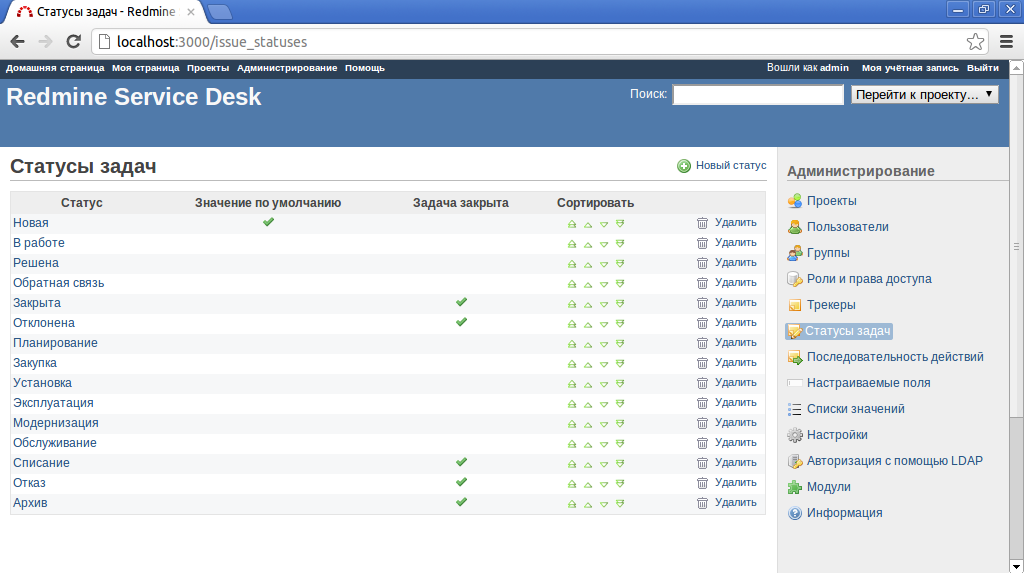 Статусы задач - Redmine
localhost:3000/issue_statuses
Домашняя страница Моя страница Проекты Администрирование Помощь Вошли как admin Моя учётная запись Выйти
Redmine Service Desk Поиск: Перейти к проекту...
Статусы задач Новый статус
Статус Значение по умолчанию Задача закрыта Сортировать
Новая Удалить
В работе Удалить
Решена Удалить
Обратная связь Удалить
Закрыта Удалить
Отклонена Удалить
Планирование Удалить
Закупка Удалить
Установка Удалить
Эксплуатация Удалить
Модернизация Удалить
Обслуживание Удалить
Списание Удалить
Отказ Удалить
Архив Удалить
Администрирование
Проекты
Пользователи
Группы
Роли и права доступа
Трекеры
Статусы задач
Последовательность действий
Настраиваемые поля
Списки значений
Настройки
Авторизация с помощью LDAP
Модули
Информация